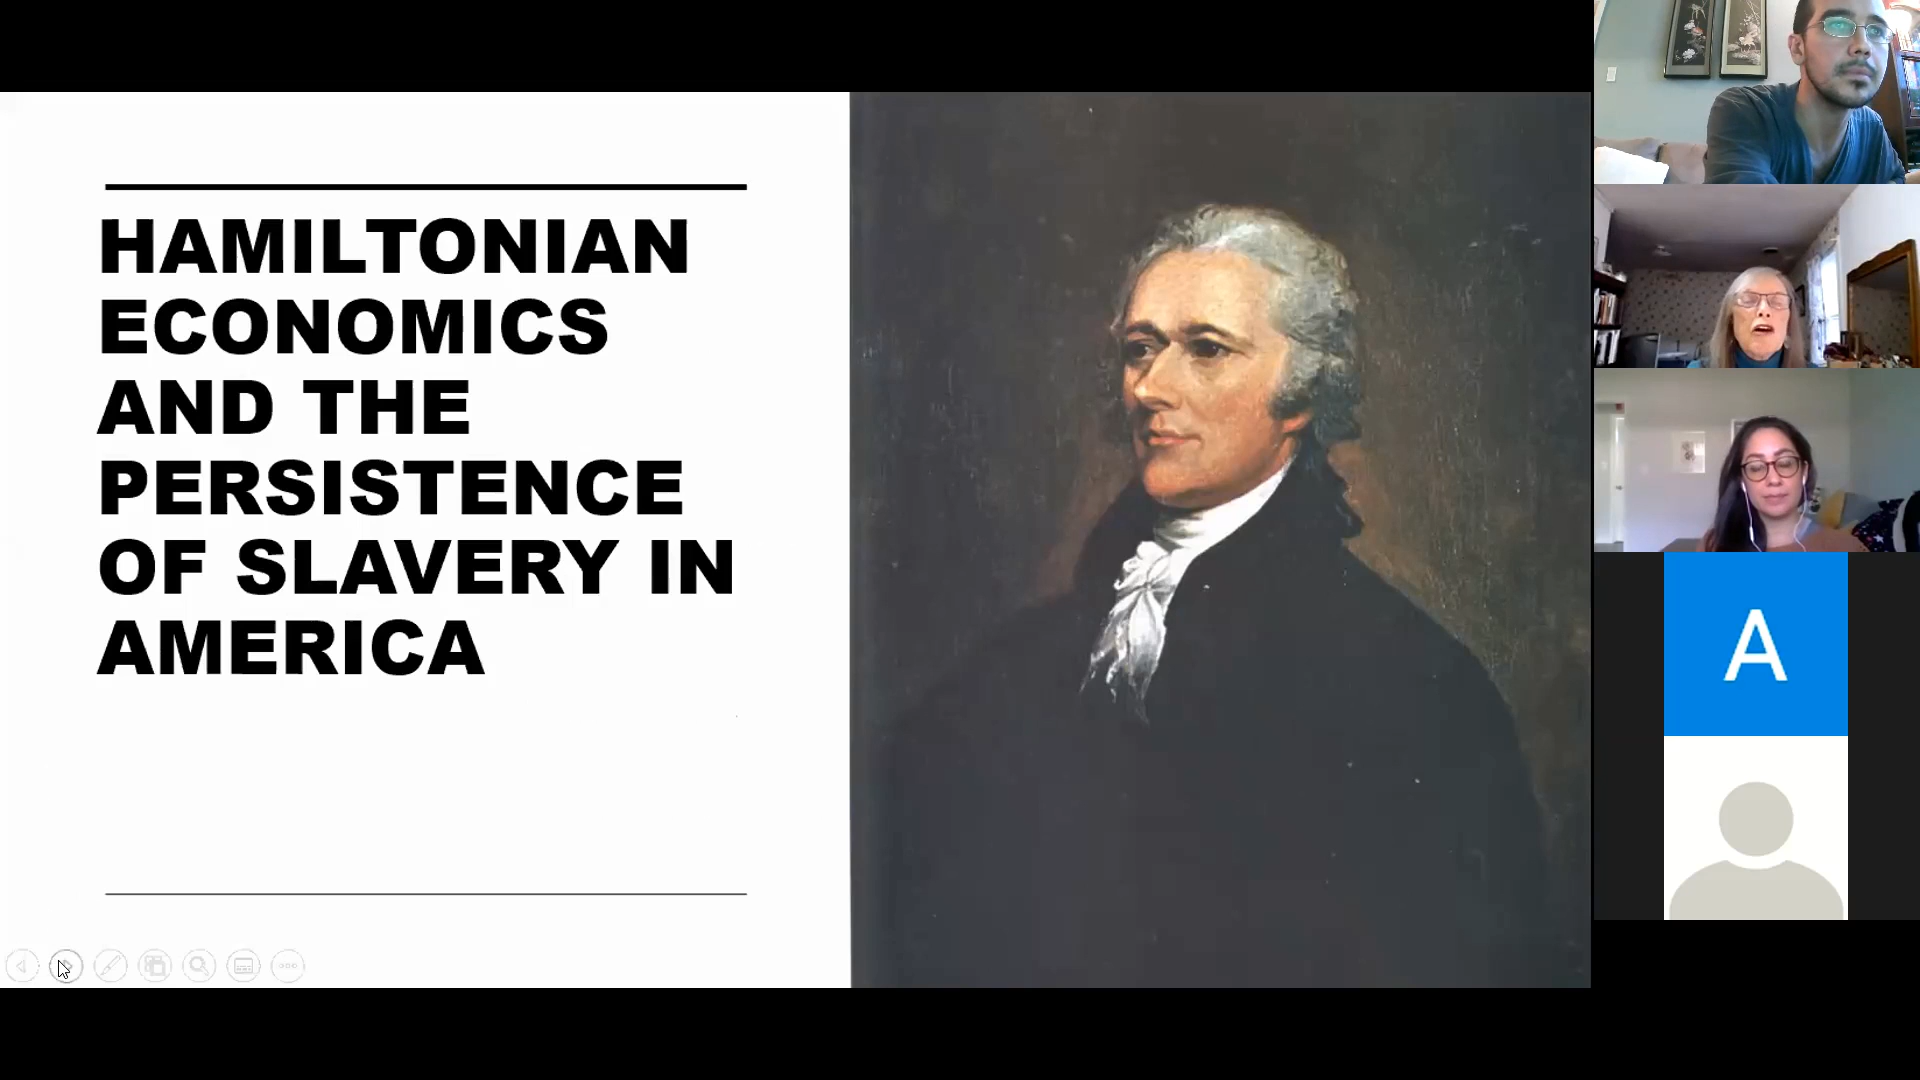 HAMILTONIAN
ECONOMICS
AND THE
PERSISTENCE
OF SLAVERY IN
AMERICA
A